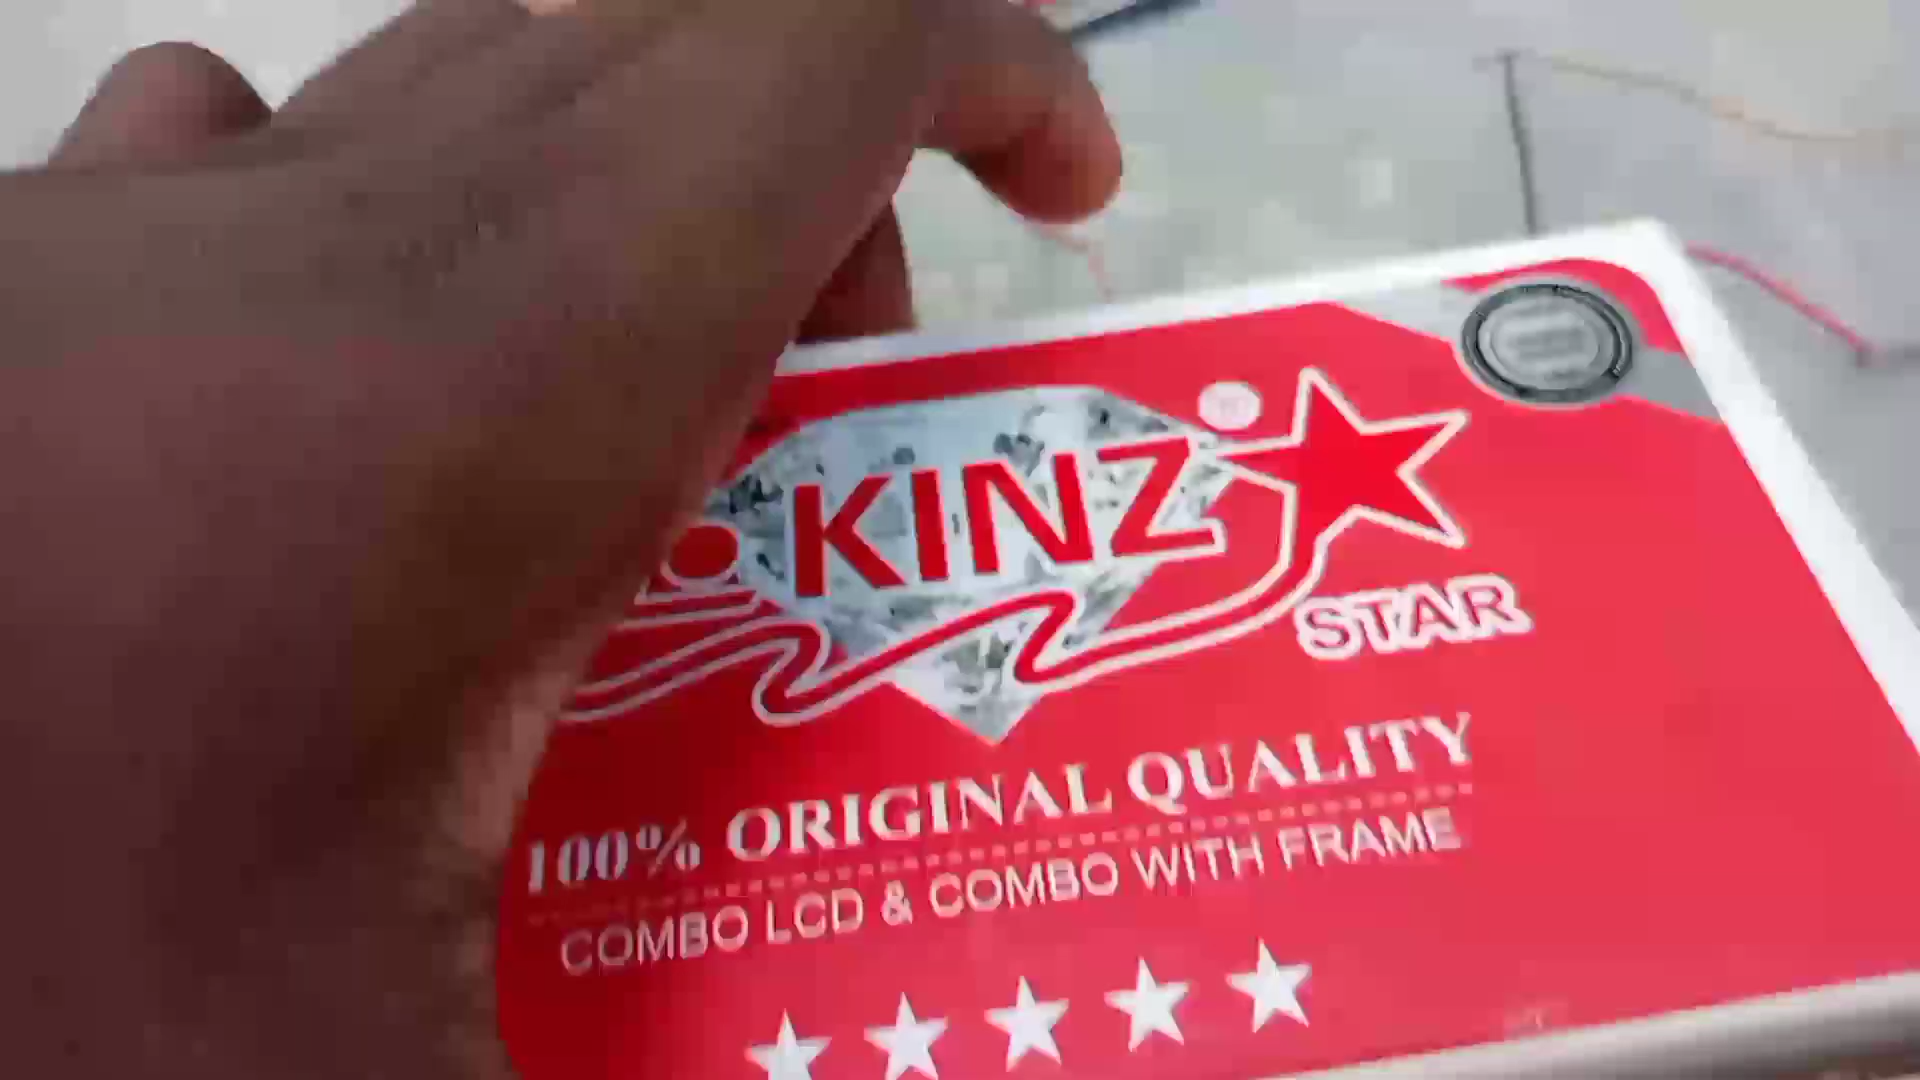 KINZ
STAR
100% ORIGINAL QUALITY
COMBO LCD & COMBO WITH FRAME